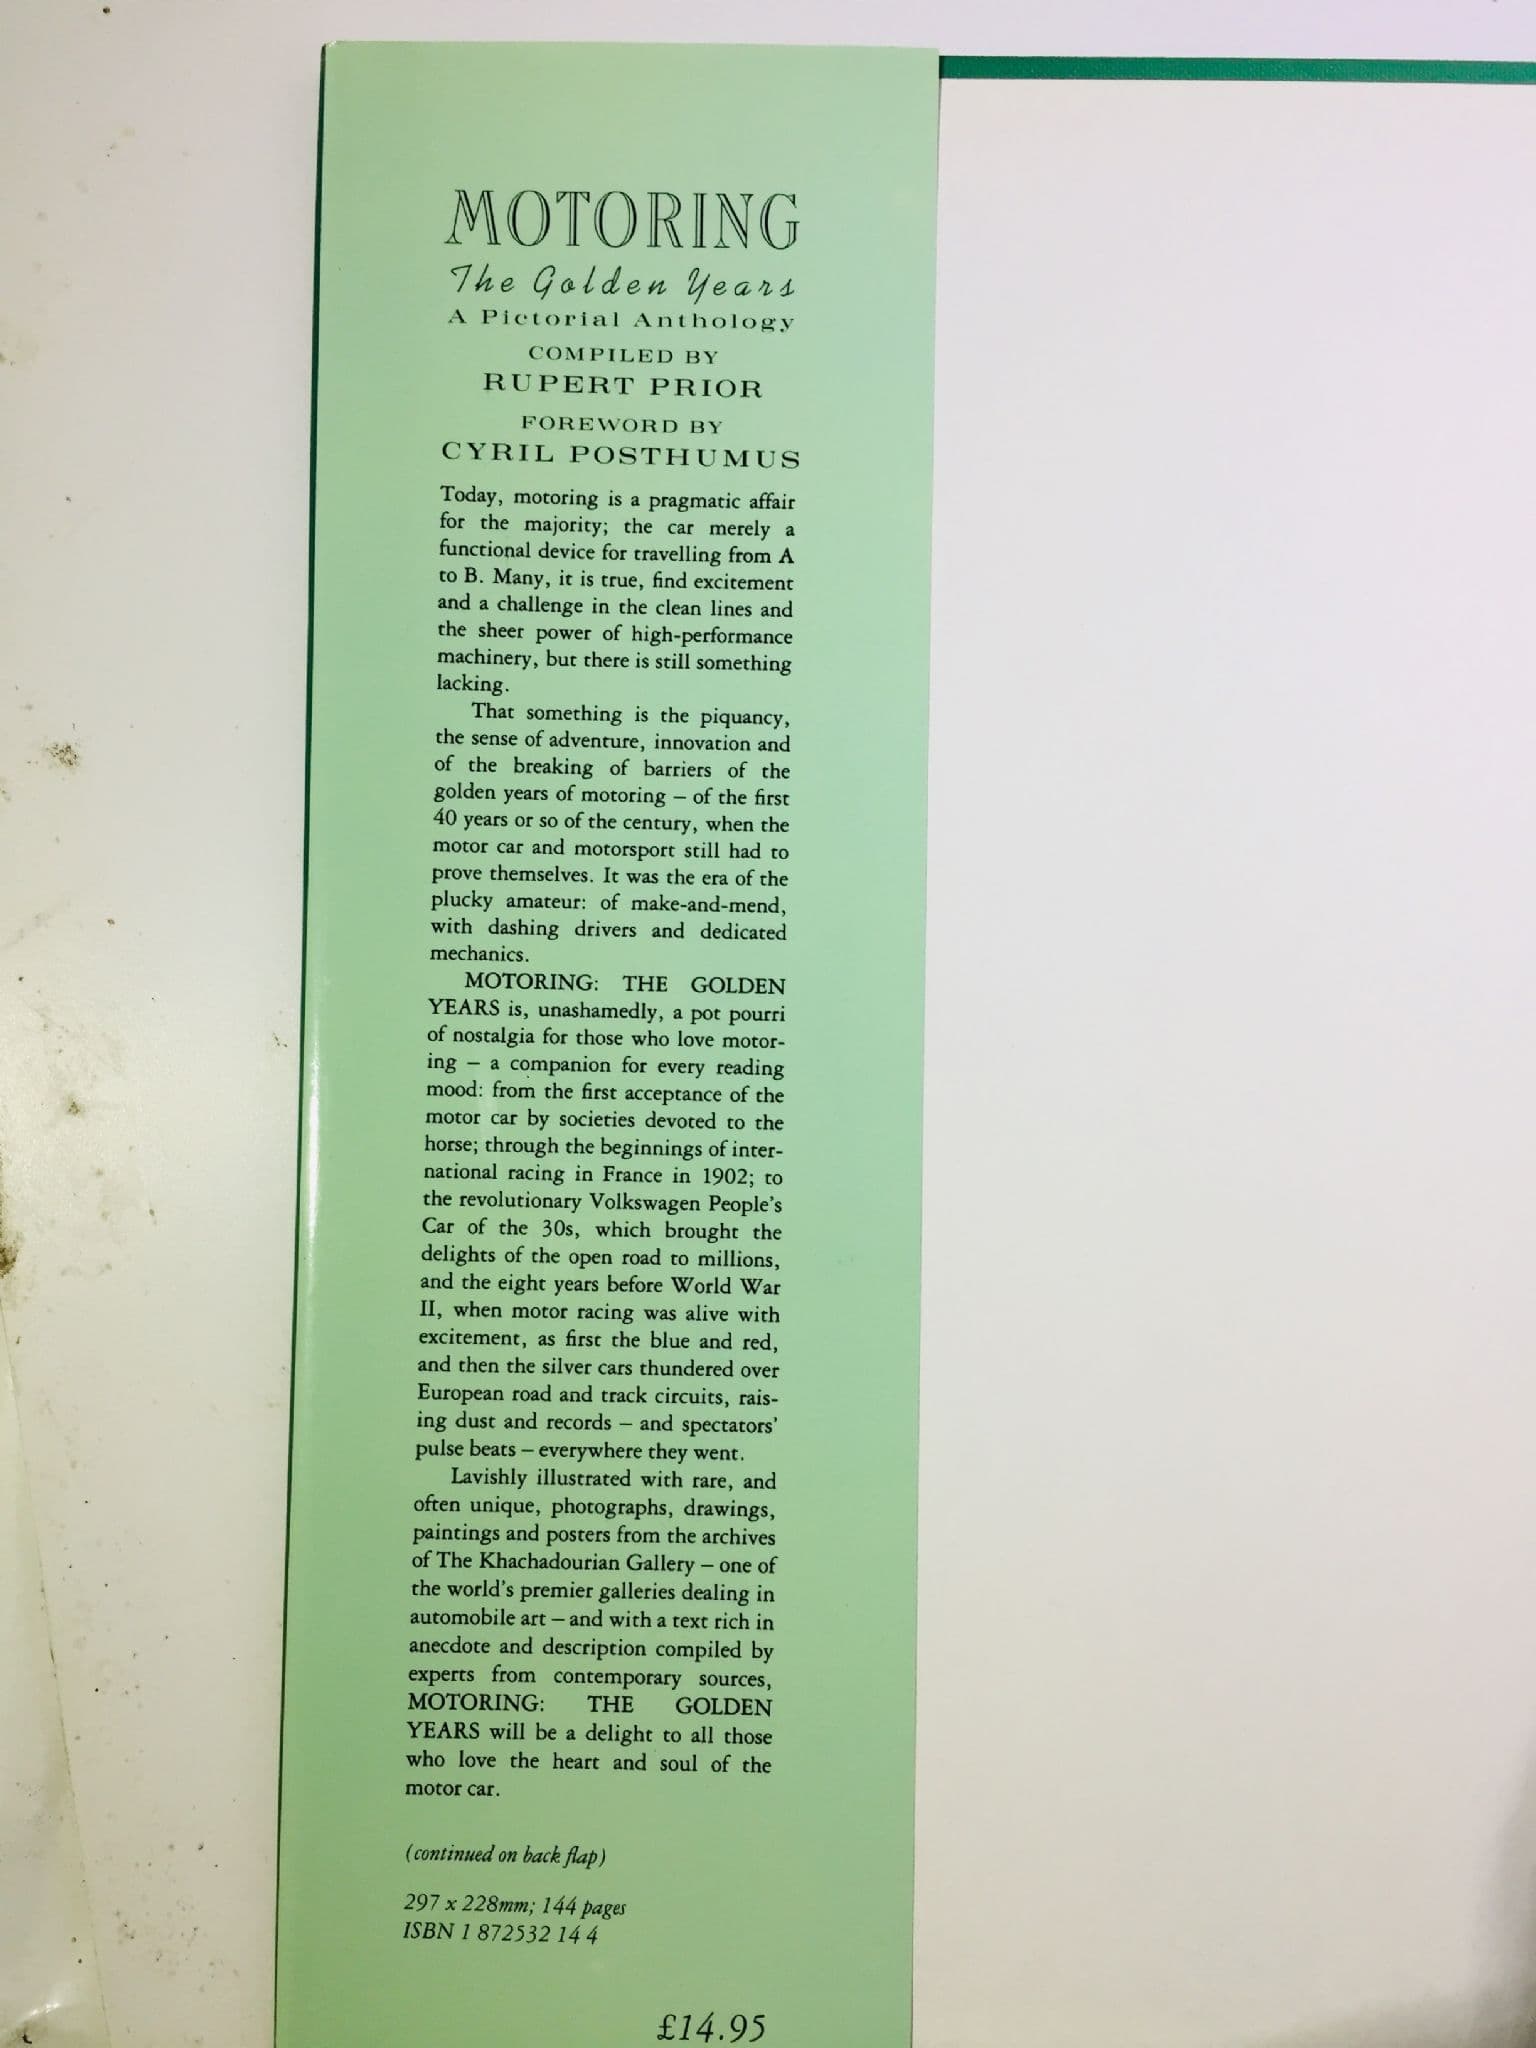 MOTORING
The Golden Years
A Pictorial Anthology
COMPILED BY
RUPERT PRIOR
FOREWORD BY
CYRIL POSTHUMUS
Today, motoring is a pragmatic affair
for the majority; the car merely a
functional device for travelling from A
to B. Many, it is true, find excitement
and a challenge in the clean lines and
the sheer power of high-performance
machinery, but there is still something
lacking.
That something is the piquancy,
the sense of adventure, innovation and
of the breaking of barriers of the
golden years of motoring – of the first
40 years or so of the century, when the
motor car and motorsport still had to
prove themselves. It was the era of the
plucky amateur: of make-and-mend,
with dashing drivers and dedicated
mechanics.
MOTORING: THE GOLDEN
YEARS is, unashamedly, a pot pourri
of nostalgia for those who love motor-
ing – a companion for every reading
mood: from the first acceptance of the
motor car by societies devoted to the
horse; through the beginnings of inter-
national racing in France in 1902; to
the revolutionary Volkswagen People's
Car of the 30s, which brought the
delights of the open road to millions,
and the eight years before World War
II, when motor racing was alive with
excitement, as first the blue and red,
and then the silver cars thundered over
European road and track circuits, rais-
ing dust and records – and spectators'
pulse beats – everywhere they went.
Lavishly illustrated with rare, and
often unique, photographs, drawings,
paintings and posters from the archives
of The Khachadourian Gallery – one of
the world's premier galleries dealing in
automobile art – and with a text rich in
anecdote and description compiled by
experts from contemporary sources,
MOTORING: THE GOLDEN
YEARS will be a delight to all those
who love the heart and soul of the
motor car.
(continued on back flap)
297 x 228mm; 144 pages
ISBN 1 872532 14 4
£14.95